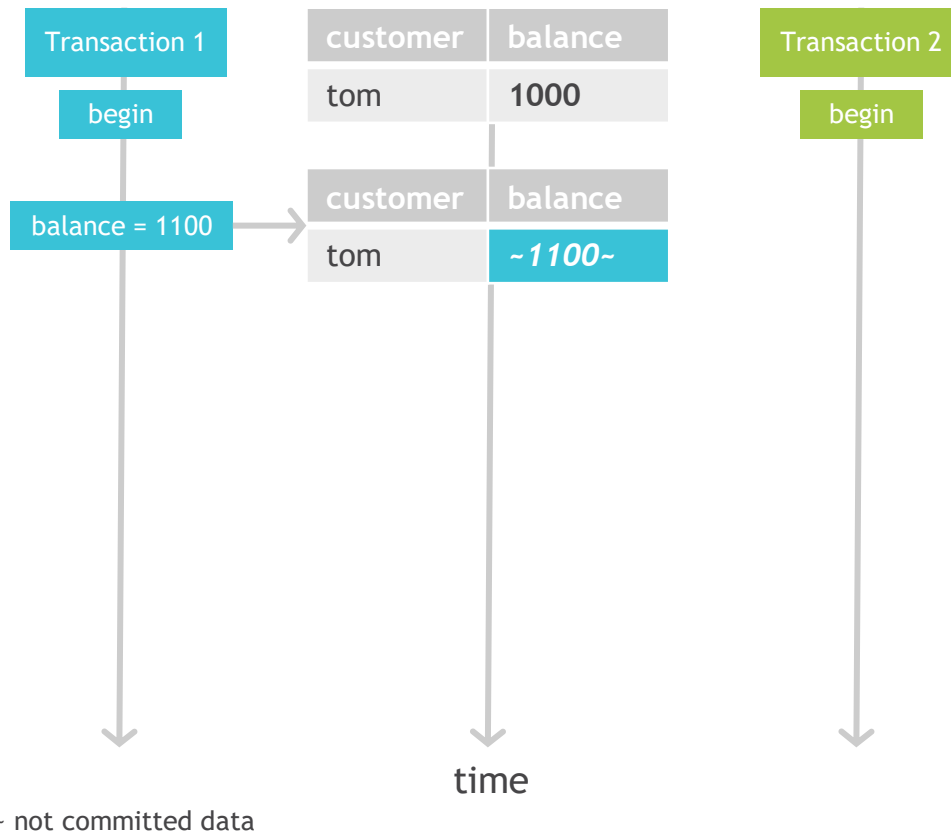 Transaction 1
customer balance
Transaction 2
tom 1000
begin
begin
customer balance
balance = 1100
tom ~1100~
time
~ not committed data